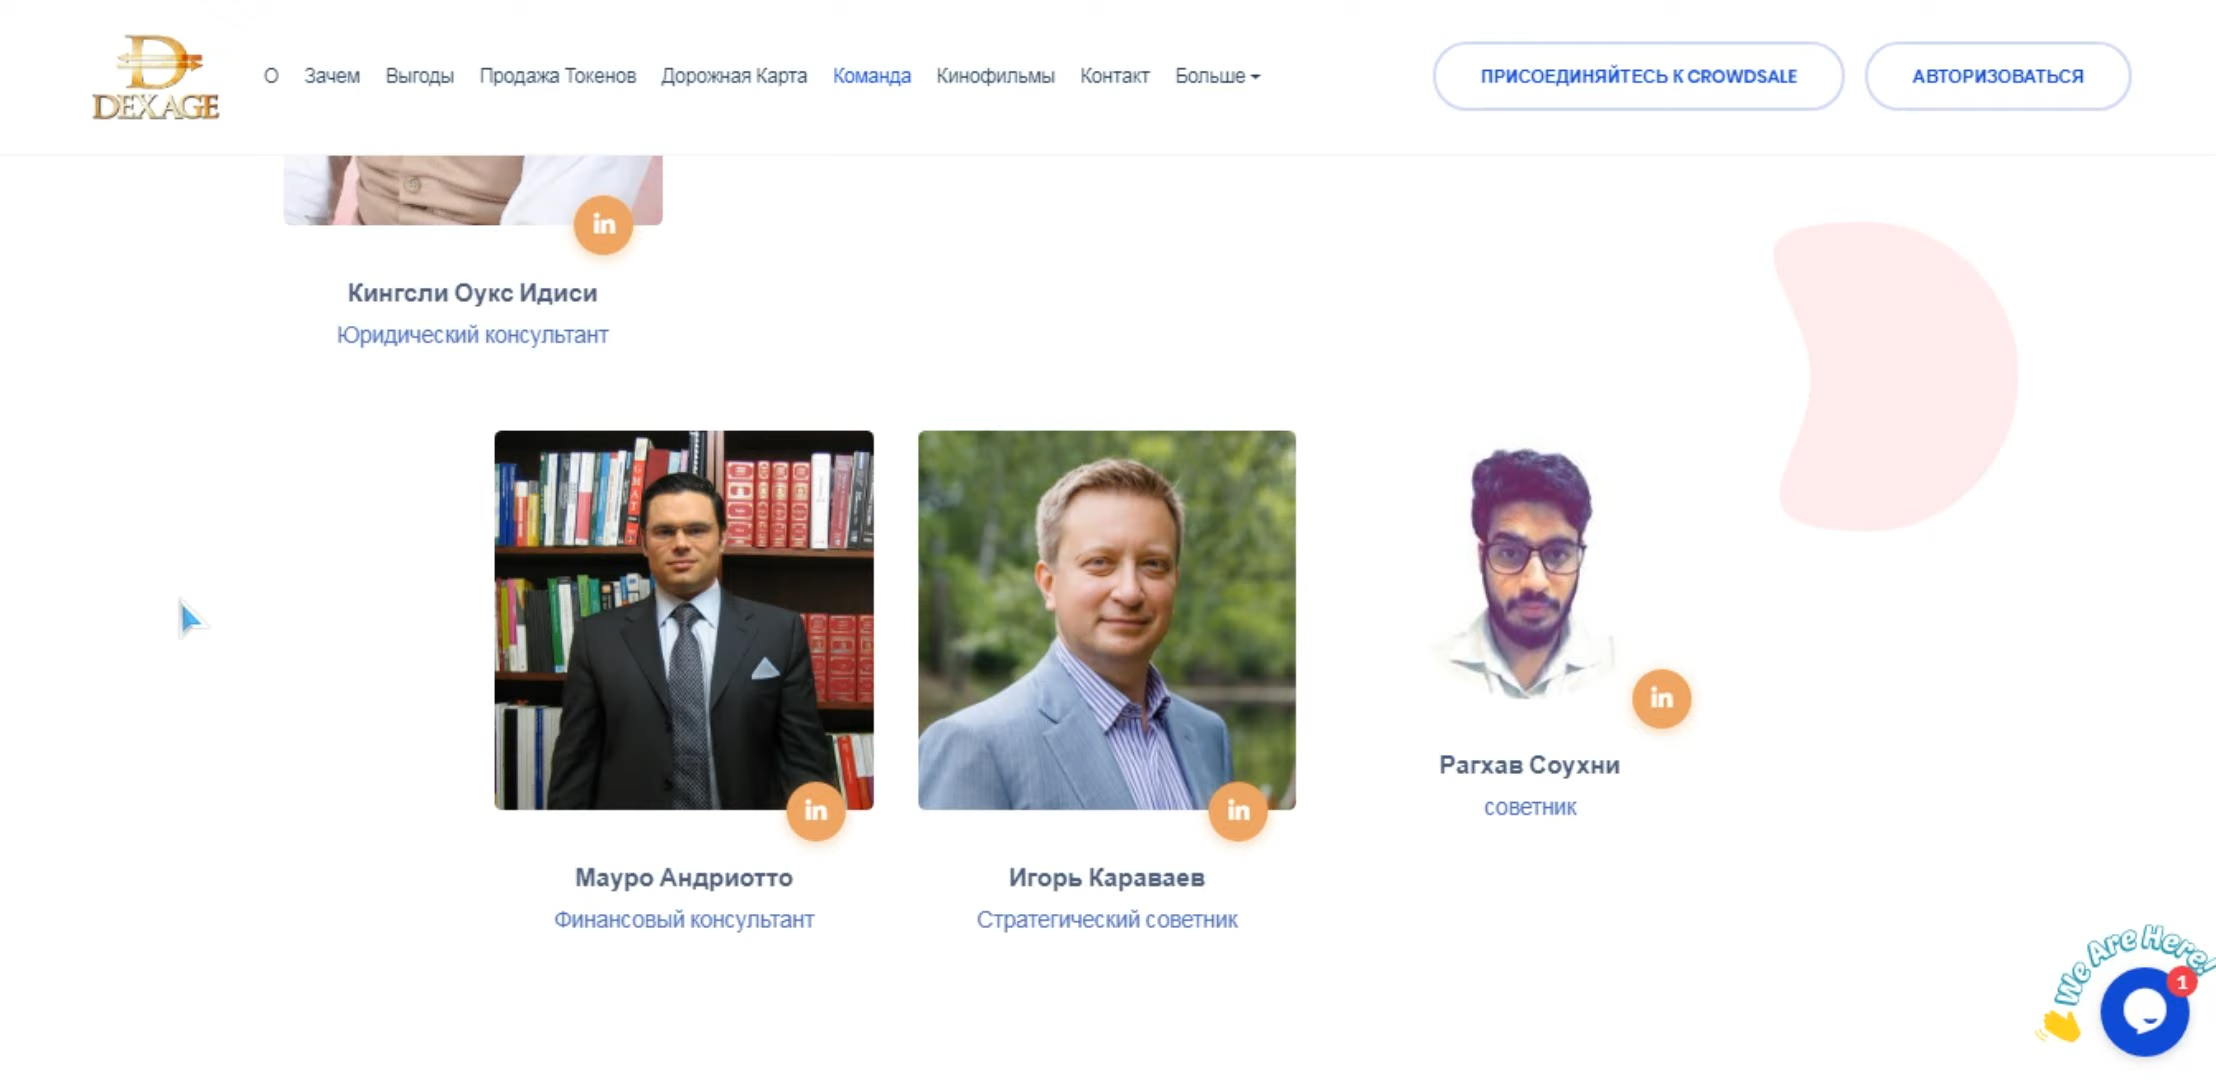 DEXAGE
О Зачем Выгоды Продажа Токенов Дорожная Карта Команда Кинофильмы Контакт Больше
ПРИСОЕДИНЯЙТЕСЬ К CROWDSALE
АВТОРИЗОВАТЬСЯ
in
Кингсли Оукс Идиси
Юридический консультант
GMAT
in
Мауро Андриотто
Финансовый консультант
in
Игорь Караваев
Стратегический советник
in
Рагхав Соухни
советник
We Are Here!
1